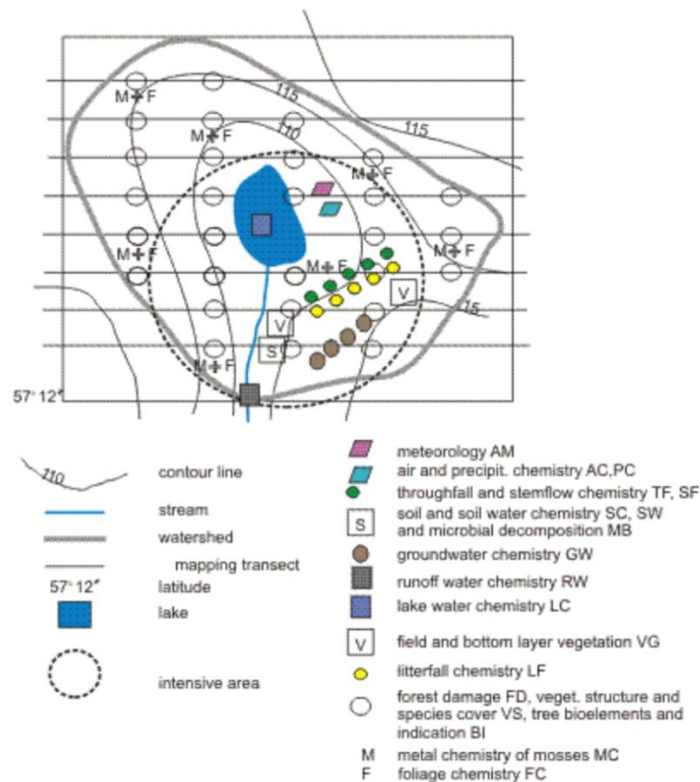 115
M + F
110
115
M + F
M + F
M + F
M + F
M + F
V
115
V
S
M + F
57° 12"
110
contour line
stream
watershed
mapping transect
57° 12"
latitude
lake
intensive area
meteorology AM
air and precipit. chemistry AC,PC
throughfall and stemflow chemistry TF, SF
S
soil and soil water chemistry SC, SW
and microbial decomposition MB
groundwater chemistry GW
runoff water chemistry RW
lake water chemistry LC
V
field and bottom layer vegetation VG
litterfall chemistry LF
forest damage FD, veget. structure and
species cover VS, tree bioelements and
indication BI
M metal chemistry of mosses MC
F foliage chemistry FC